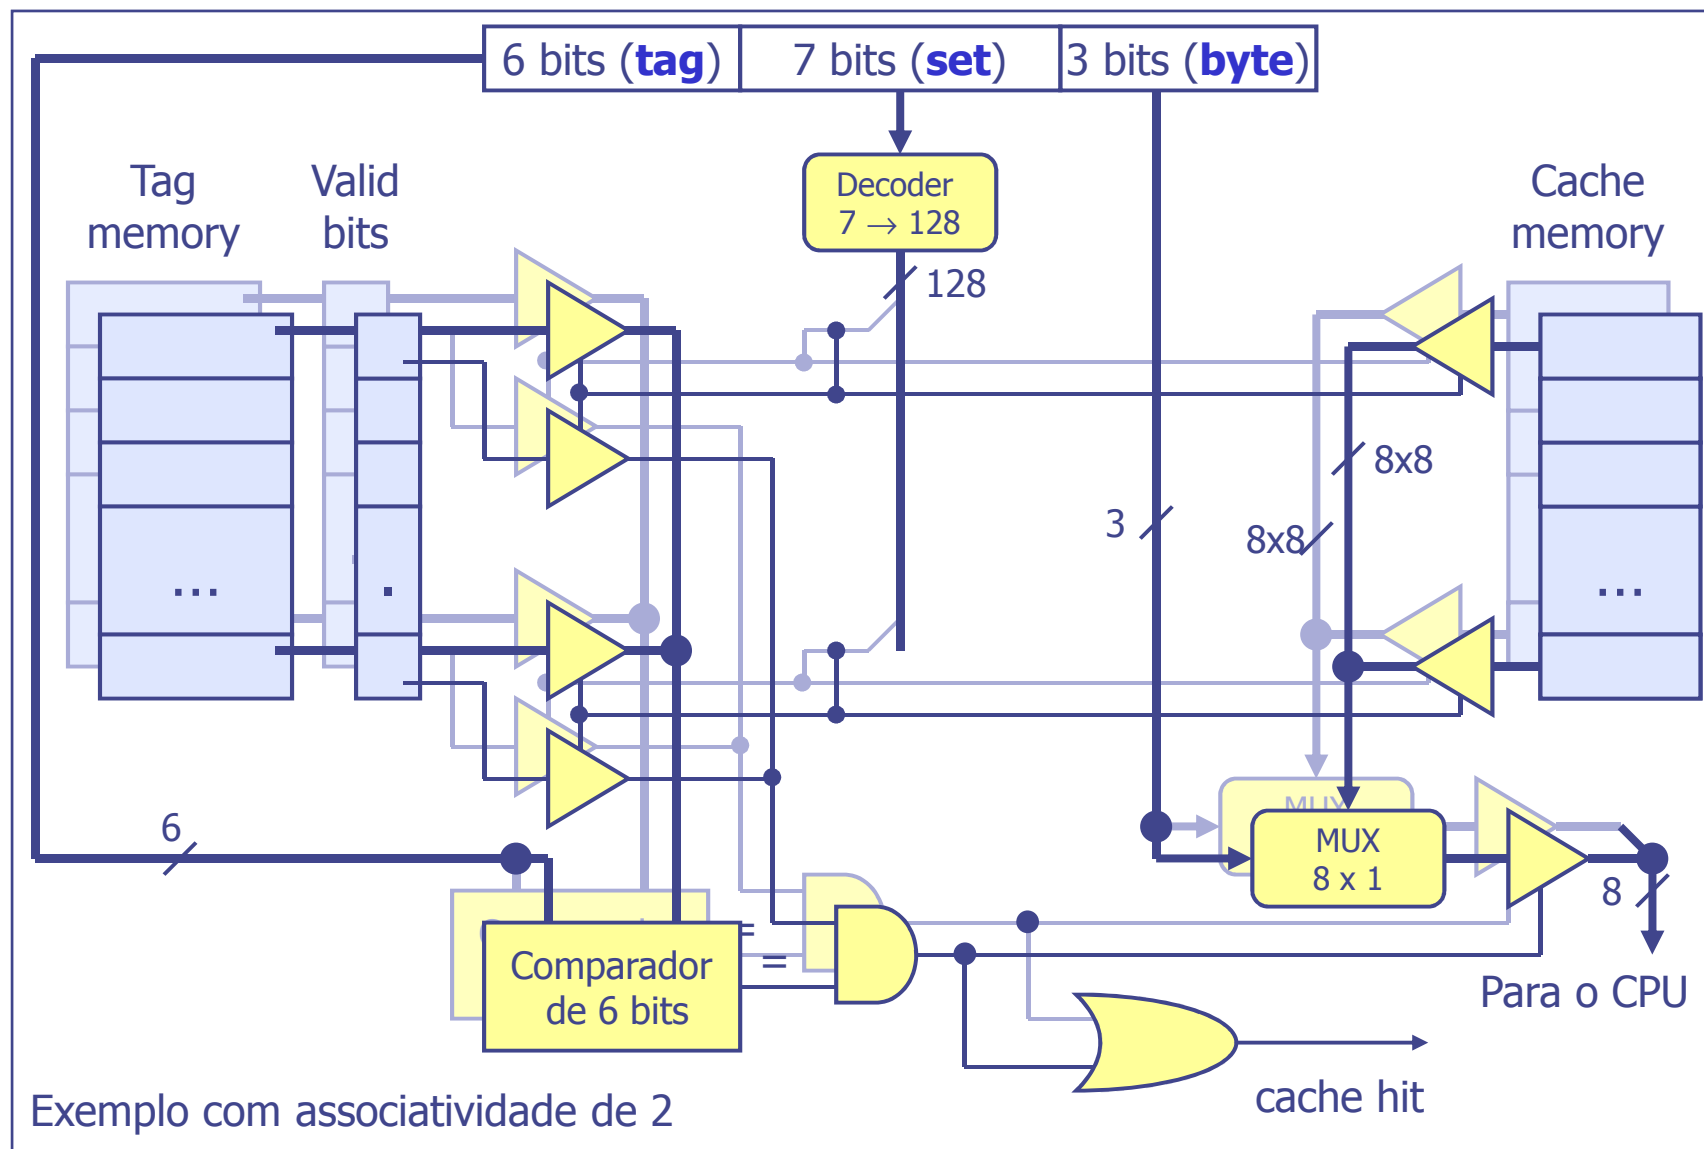 6 bits (tag) 7 bits (set) 3 bits (byte)
Tag
memory
Valid
bits
Decoder
7 → 128
Cache
memory
128
8x8
3
8x8
...
.
...
6
MUX
MUX
8 x 1
8
=
=
Comparador
de 6 bits
Para o CPU
cache hit
Exemplo com associatividade de 2